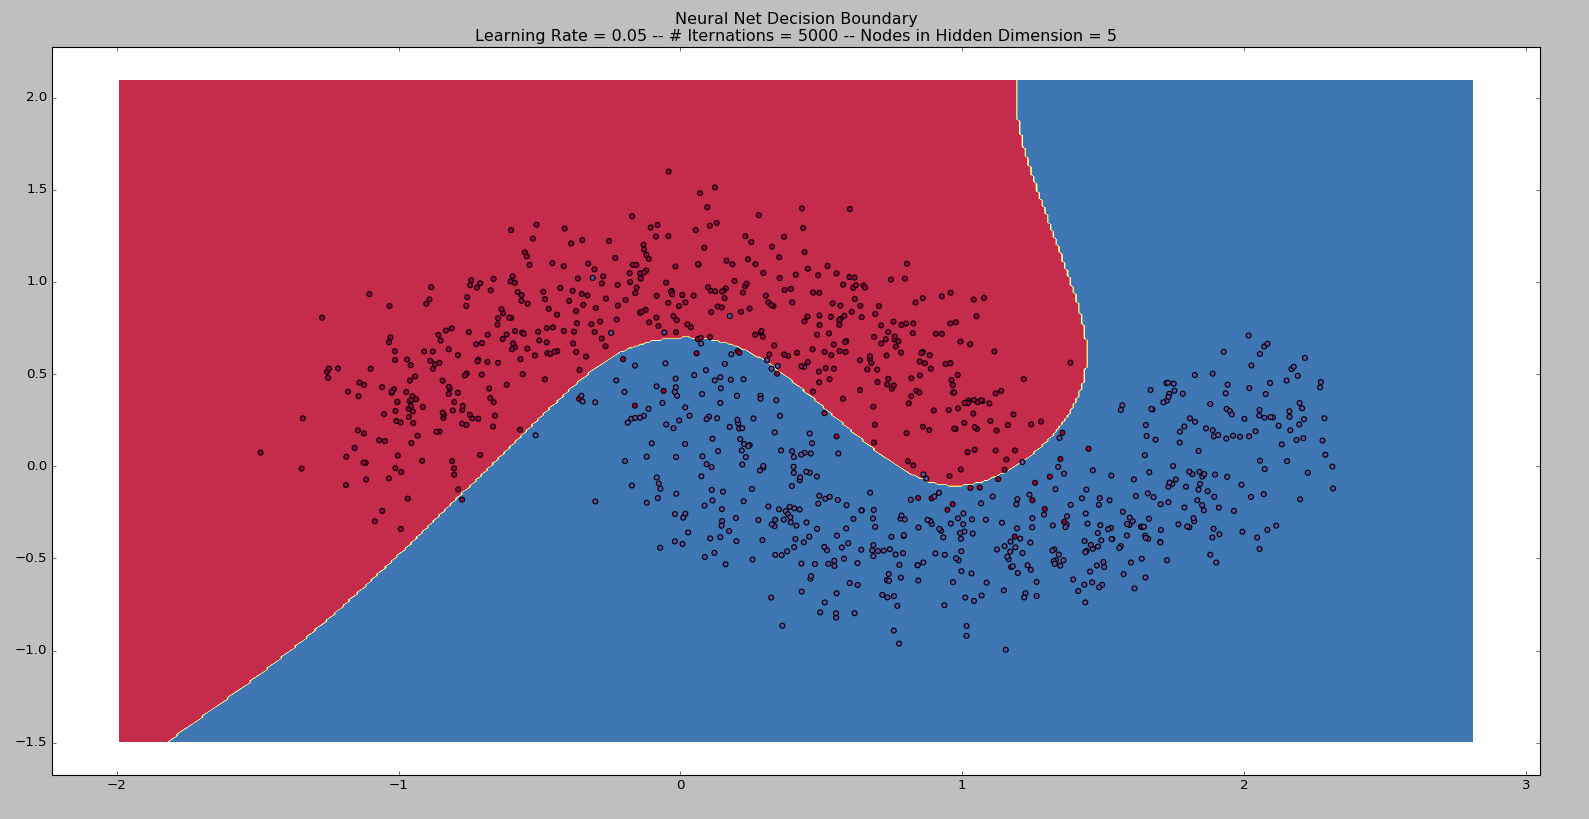 Neural Net Decision Boundary
Learning Rate = 0.05 -- # Iternations = 5000 -- Nodes in Hidden Dimension = 5
2.0
1.5
1.0
0.5
0.0
−0.5
−1.0
−1.5
−2 −1 0 1 2 3